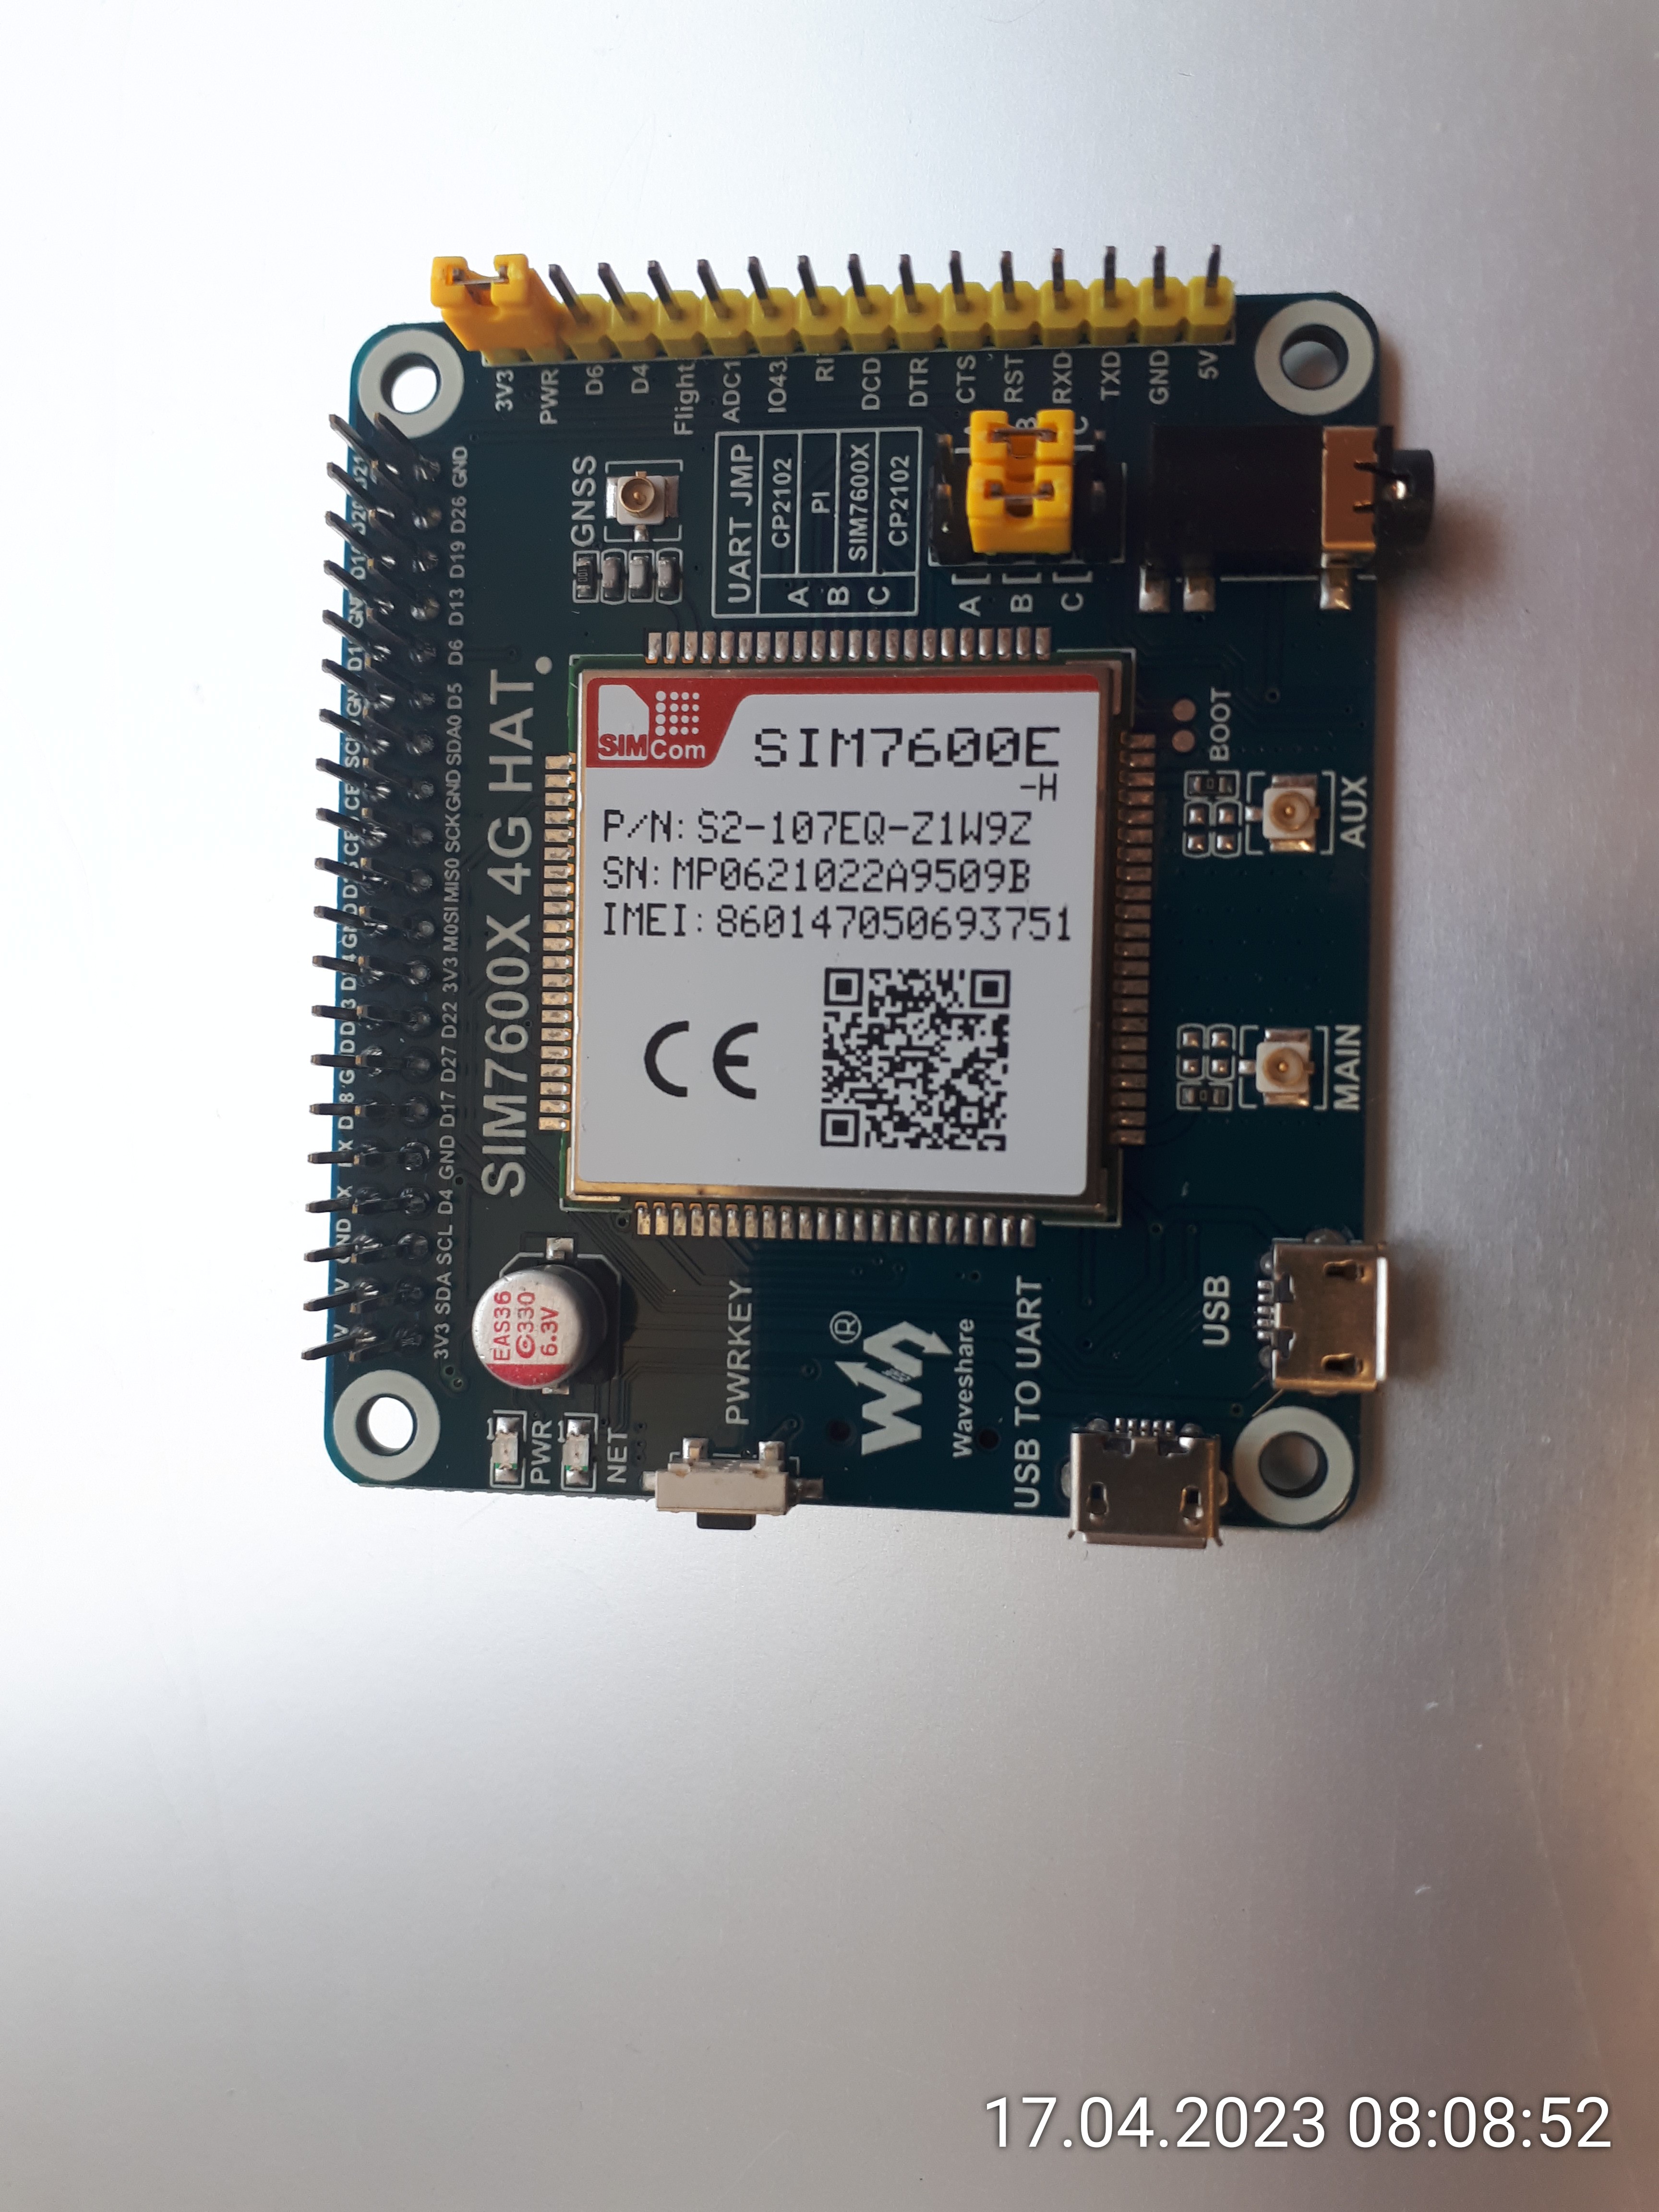 3V3
PWR
D6
D4
Flight
ADC1
IO43
RI
DCD
DTR
CTS
RST
RXD
TXD
GND
5V
GND
D26
D19
D13
D6
D5
SDA0
GND
SCK
MISO
MOSI
3V3
D22
D27
D17
GND
D4
SCL
SDA
3V3
GNSS
UART JMP
A CP2102
B PI
SIM7600X
C CP2102
B
C
A
B
C
SIM7600X 4G HAT
SIMCom
SIM7600E
-H
P/N: S2-107EQ-Z1W9Z
SN: MP0621022A9509B
IMEI: 860147050693751
CE
BOOT
AUX
MAIN
EAS36
C330
6.3V
PWR
NET
PWRKEY
®
Waveshare
USB TO UART
USB
17.04.2023 08:08:52